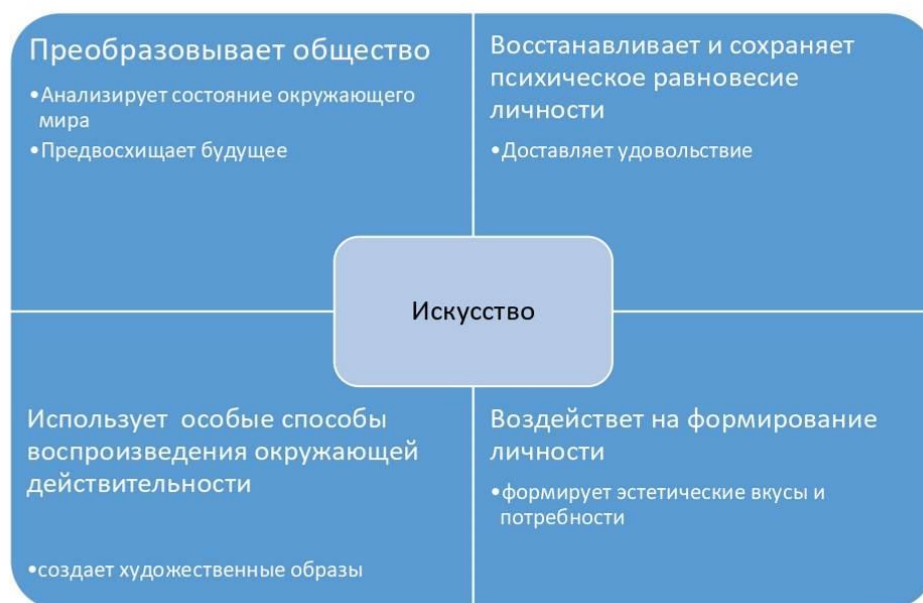 Преобразовывает общество
•Анализирует состояние окружающего
мира
•Предвосхищает будущее
Восстанавливает и сохраняет
психическое равновесие
личности
•Доставляет удовольствие
Искусство
Использует особые способы
воспроизведения окружающей
действительности
•создает художественные образы
Воздействет на формирование
личности
•формирует эстетические вкусы и
потребности